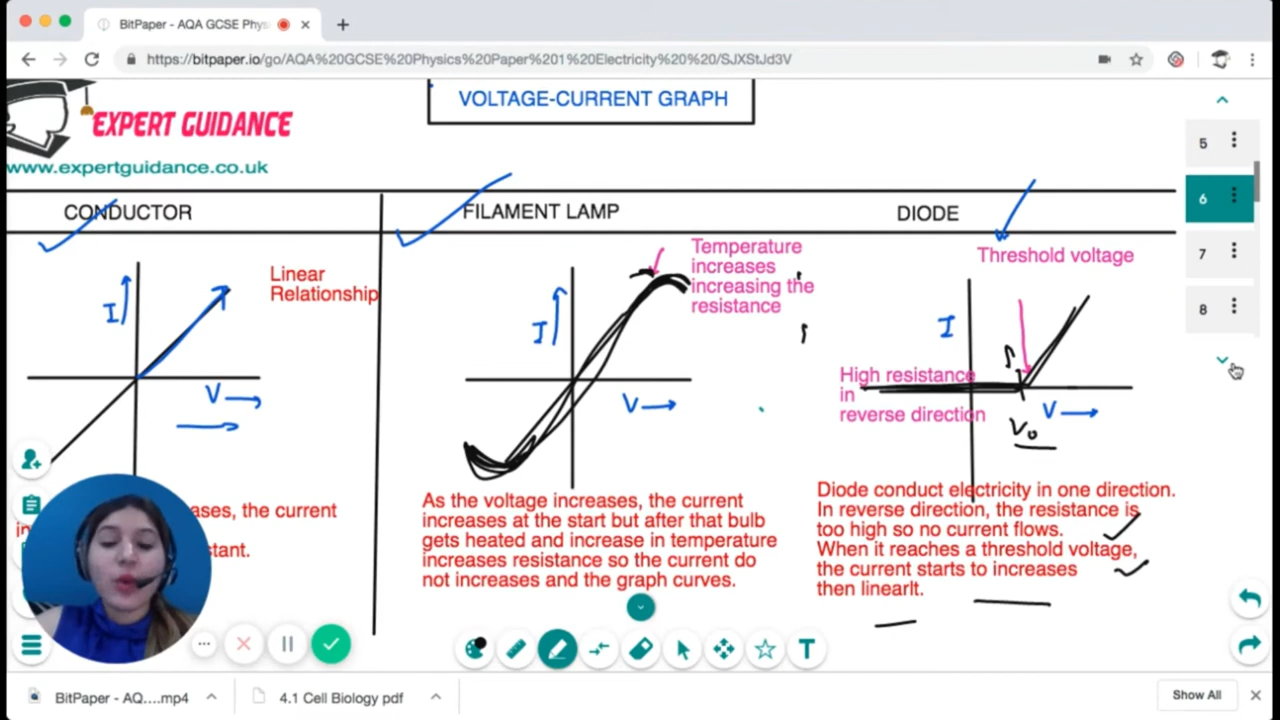 BitPaper - AQA GCSE Phys
https://bitpaper.io/go/AQA%20GCSE%20Physics%20Paper%201%20Electricity%20%20/SJXStJd3V
VOLTAGE-CURRENT GRAPH
EXPERT GUIDANCE
www.expertguidance.co.uk
5
6
7
8
CONDUCTOR
FILAMENT LAMP
DIODE
Linear
Relationship
I
V
Temperature
increases
increasing the
resistance
I
V
Threshold voltage
I
High resistance
in
reverse direction
V
V₀
ases, the current
in
stant.
As the voltage increases, the current
increases at the start but after that bulb
gets heated and increase in temperature
increases resistance so the current do
not increases and the graph curves.
Diode conduct electricity in one direction.
In reverse direction, the resistance is
too high so no current flows.
When it reaches a threshold voltage,
the current starts to increases
then linearlt.
T
BitPaper - AQ....mp4
4.1 Cell Biology pdf
Show All